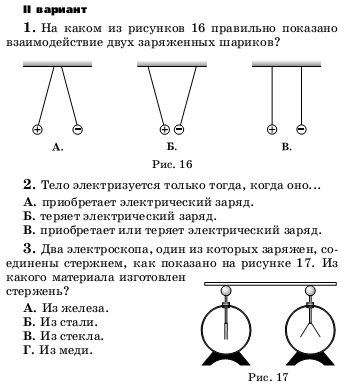 II вариант
1. На каком из рисунков 16 правильно показано
взаимодействие двух заряженных шариков?
+ − + − + −
А. Б. В.
Рис. 16
2. Тело электризуется только тогда, когда оно...
А. приобретает электрический заряд.
Б. теряет электрический заряд.
В. приобретает или теряет электрический заряд.
3. Два электроскопа, один из которых заряжен, со-
единены стержнем, как показано на рисунке 17. Из
какого материала изготовлен
стержень?
А. Из железа.
Б. Из стали.
В. Из стекла.
Г. Из меди.
Рис. 17